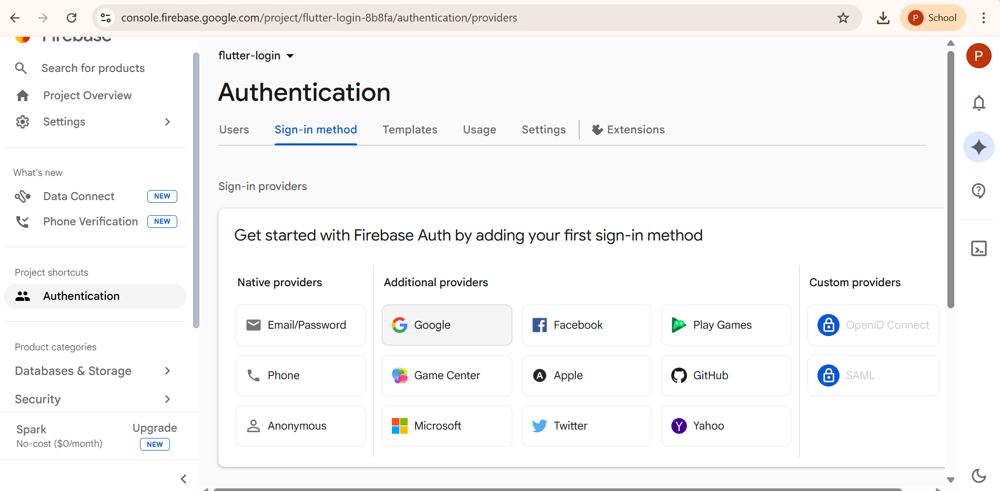 console.firebase.google.com/project/flutter-login-8b8fa/authentication/providers
P
School
Firebase
Search for products
Project Overview
Settings
What's new
Data Connect
NEW
Phone Verification
NEW
Project shortcuts
Authentication
Product categories
Databases & Storage
Security
Spark
No-cost ($0/month)
Upgrade
NEW
flutter-login
Authentication
Users
Sign-in method
Templates
Usage
Settings
Extensions
Sign-in providers
Get started with Firebase Auth by adding your first sign-in method
Native providers
Additional providers
Custom providers
Email/Password
Google
Facebook
Play Games
OpenID Connect
Phone
Game Center
Apple
GitHub
SAML
Anonymous
Microsoft
Twitter
Yahoo
P